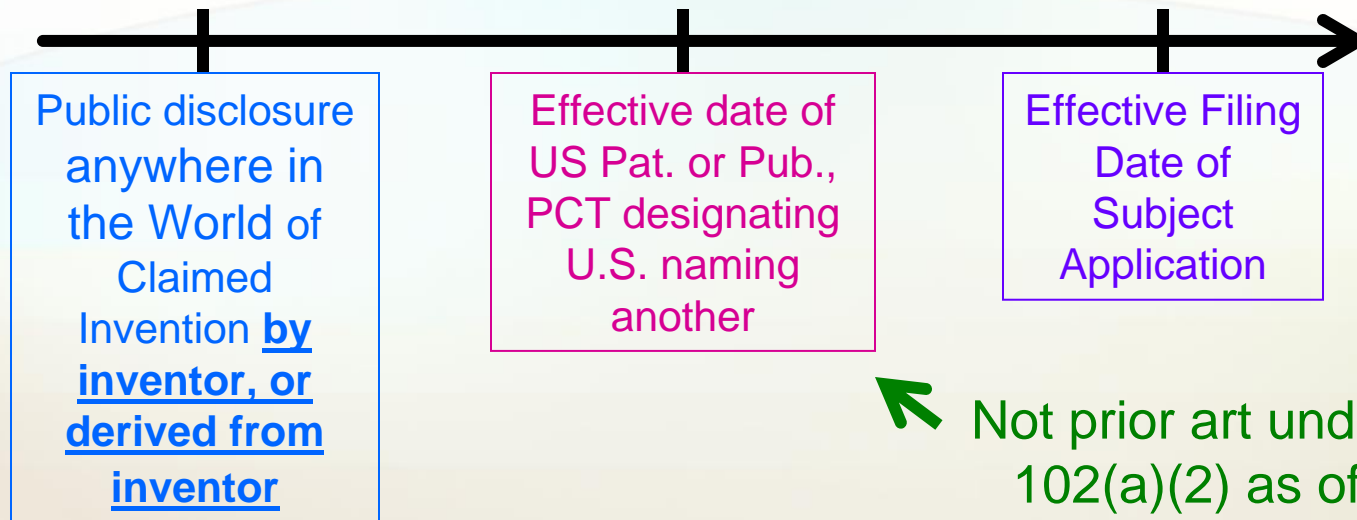 Public disclosure
anywhere in
the World of
Claimed
Invention by
inventor, or
derived from
inventor
Effective date of
US Pat. or Pub.,
PCT designating
U.S. naming
another
Effective Filing
Date of
Subject
Application
Not prior art und
102(a)(2) as of